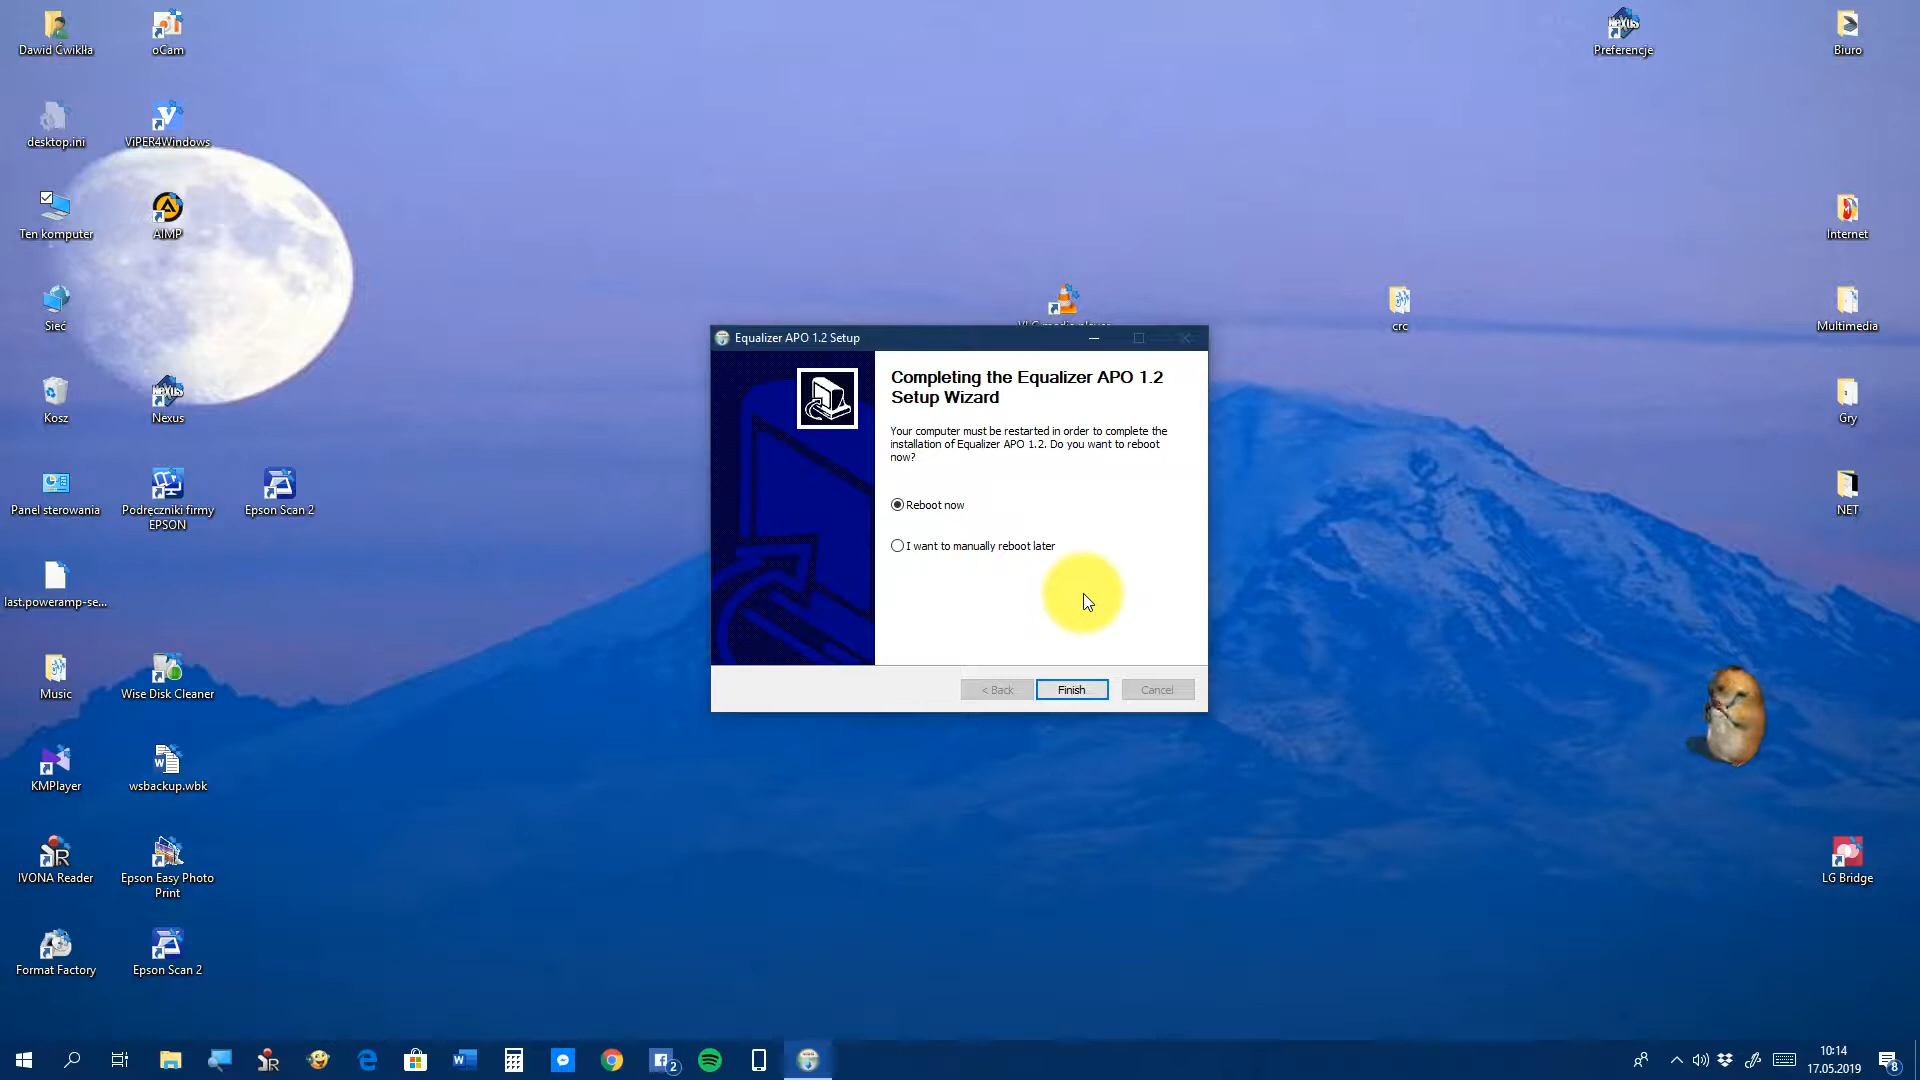 Dawid Ćwikła
oCam
Preferencje
Biuro
desktop.ini
ViPER4Windows
Ten komputer
AIMP
Internet
Sieć
VLC media player
crc
Multimedia
Equalizer APO 1.2 Setup
Completing the Equalizer APO 1.2
Setup Wizard
Your computer must be restarted in order to complete the
installation of Equalizer APO 1.2. Do you want to reboot
now?
Reboot now
I want to manually reboot later
< Back
Finish
Cancel
Kosz
Nexus
Gry
Panel sterowania
Podręczniki firmy
EPSON
Epson Scan 2
NET
last.poweramp-se...
Music
Wise Disk Cleaner
KMPlayer
wsbackup.wbk
IVONA Reader
Epson Easy Photo
Print
LG Bridge
Format Factory
Epson Scan 2
2
10:14
17.05.2019
8